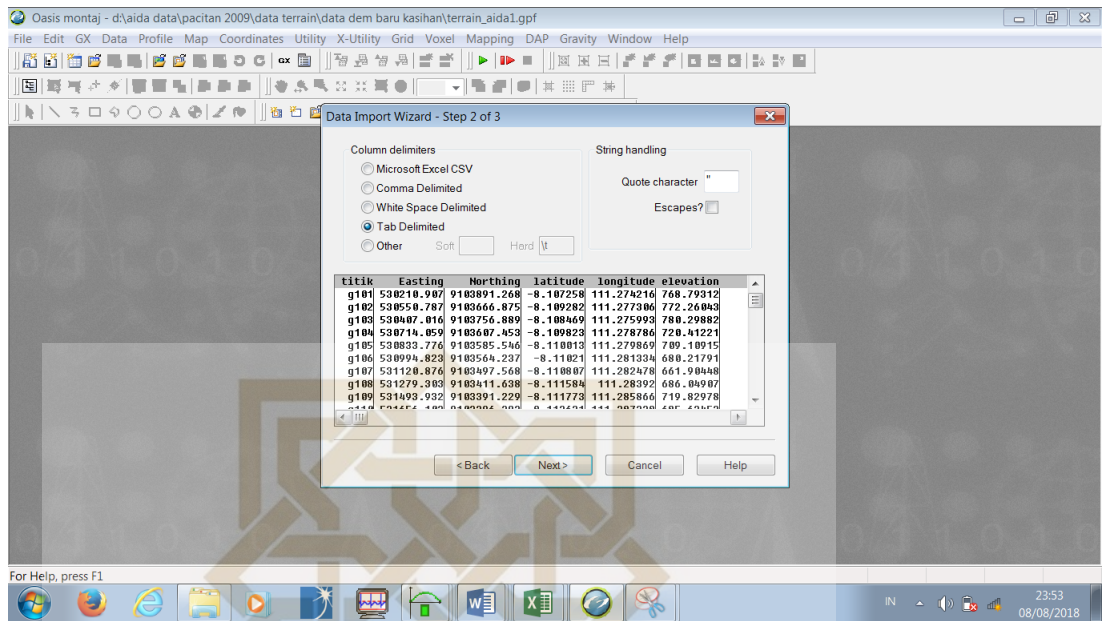 Oasis montaj - d:\aida data\pacitan 2009\data terrain\data dem baru kasihan\terrain_aida1.gpf
File Edit GX Data Profile Map Coordinates Utility X-Utility Grid Voxel Mapping DAP Gravity Window Help
Data Import Wizard - Step 2 of 3
Column delimiters
Microsoft Excel CSV
Comma Delimited
White Space Delimited
Tab Delimited
Other Soft Hard \t
String handling
Quote character "
Escapes?
titik Easting Northing latitude longitude elevation
g101 530210.907 9103891.268 -8.107258 111.274216 768.79312
g102 530550.787 9103666.875 -8.109282 111.277306 772.26043
g103 530407.016 9103756.889 -8.108469 111.275993 780.29882
g104 530714.059 9103607.453 -8.109823 111.278786 720.41221
g105 530833.776 9103585.546 -8.110013 111.279869 709.10915
g106 530994.823 9103564.237 -8.11021 111.281334 680.21791
g107 531120.876 9103497.568 -8.110807 111.282478 661.90448
g108 531279.303 9103411.638 -8.111584 111.28392 686.04907
g109 531493.932 9103391.229 -8.111773 111.285866 719.82978
< Back Next > Cancel Help
For Help, press F1
IN 23:53
08/08/2018